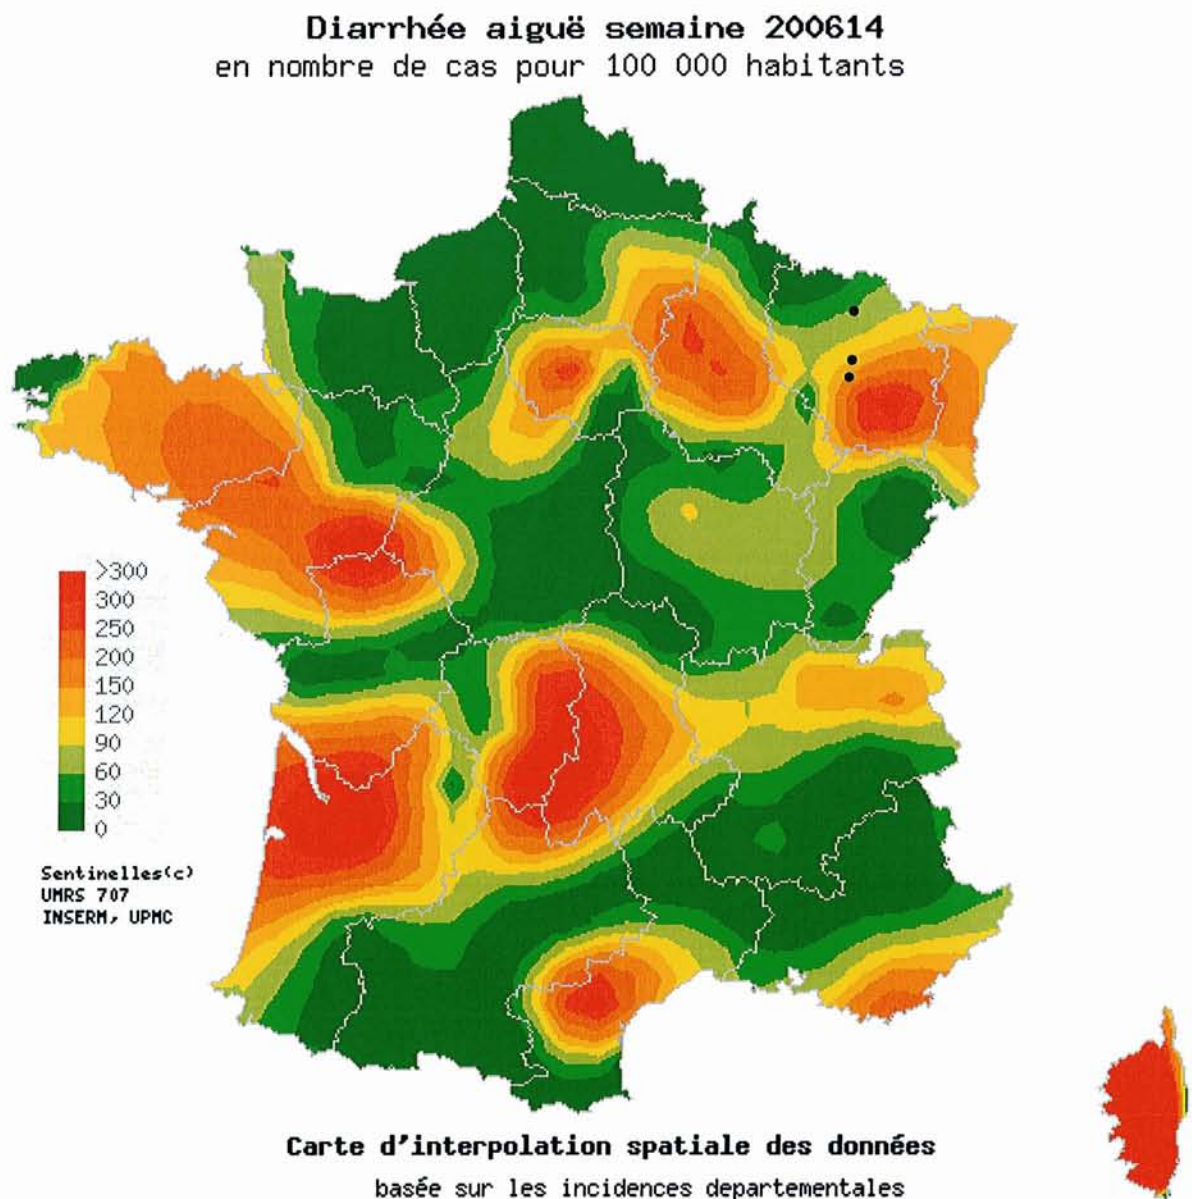 Diarrhée aiguë semaine 200614
en nombre de cas pour 100 000 habitants
>300
300
250
200
150
120
90
60
30
0
Sentinelles(c)
UMRS 707
INSERM, UPMC
Carte d'interpolation spatiale des données
basée sur les incidences departementales